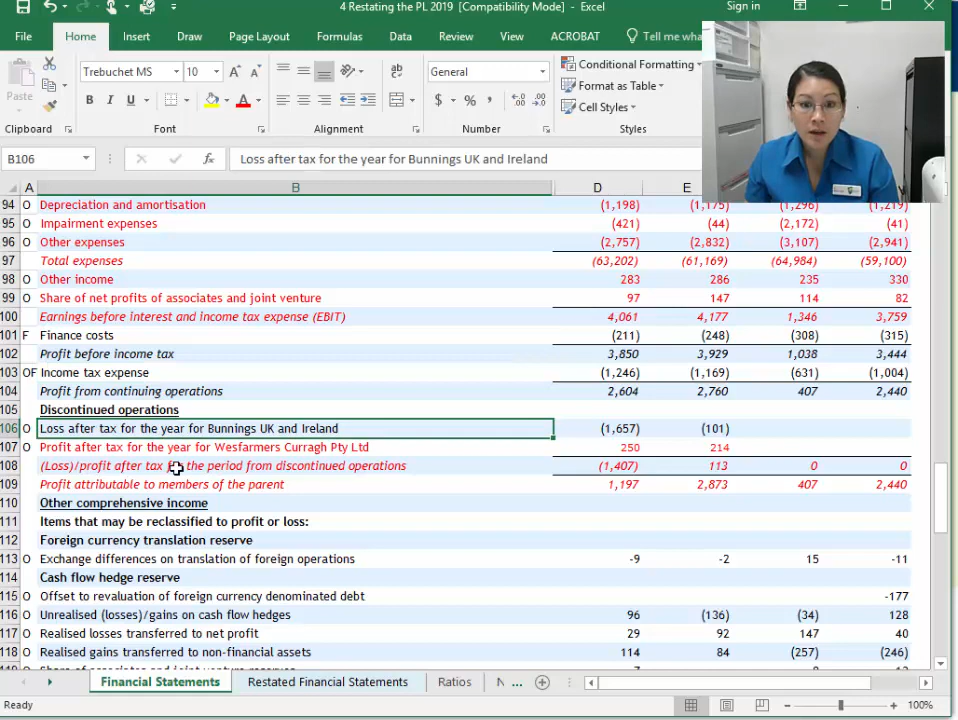 4 Restating the PL 2019 [Compatibility Mode] - Excel
Sign in
File Home Insert Draw Page Layout Formulas Data Review View ACROBAT Tell me
Paste
Trebuchet MS 10 A A
B I U A
ab
General
$ % ,
Conditional Formatting
Format as Table
Cell Styles
Clipboard Font Alignment Number Styles
B106 fx Loss after tax for the year for Bunnings UK and Ireland
A B D E
94 O Depreciation and amortisation (1,198) (1,175) (1,296) (1,219)
95 O Impairment expenses (421) (44) (2,172) (41)
96 O Other expenses (2,757) (2,832) (3,107) (2,941)
97 Total expenses (63,202) (61,169) (64,984) (59,100)
98 O Other income 283 286 235 330
99 O Share of net profits of associates and joint venture 97 147 114 82
100 Earnings before interest and income tax expense (EBIT) 4,061 4,177 1,346 3,759
101 F Finance costs (211) (248) (308) (315)
102 Profit before income tax 3,850 3,929 1,038 3,444
103 OF Income tax expense (1,246) (1,169) (631) (1,004)
104 Profit from continuing operations 2,604 2,760 407 2,440
105 Discontinued operations
106 O Loss after tax for the year for Bunnings UK and Ireland (1,657) (101)
107 O Profit after tax for the year for Wesfarmers Curragh Pty Ltd 250 214
108 (Loss)/profit after tax for the period from discontinued operations (1,407) 113 0 0
109 Profit attributable to members of the parent 1,197 2,873 407 2,440
110 Other comprehensive income
111 Items that may be reclassified to profit or loss:
112 Foreign currency translation reserve
113 O Exchange differences on translation of foreign operations -9 -2 15 -11
114 Cash flow hedge reserve
115 O Offset to revaluation of foreign currency denominated debt -177
116 O Unrealised (losses)/gains on cash flow hedges 96 (136) (34) 128
117 O Realised losses transferred to net profit 29 92 147 40
118 O Realised gains transferred to non-financial assets 114 84 (257) (246)
Financial Statements Restated Financial Statements Ratios N ...
Ready 100%